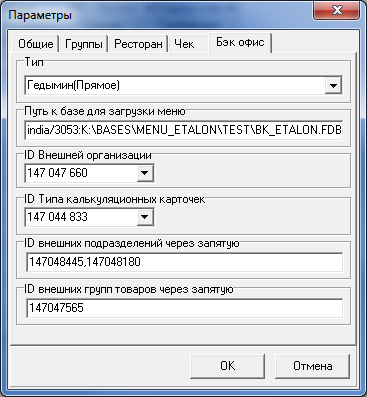 Параметры
Общие Группы Ресторан Чек Бэк офис
Тип
Гедымин(Прямое)
Путь к базе для загрузки меню
india/3053:K:\BASES\MENU_ETALON\TEST\BK_ETALON.FDB
ID Внешней организации
147 047 660
ID Типа калькуляционных карточек
147 044 833
ID внешних подразделений через запятую
147048445,147048180
ID внешних групп товаров через запятую
147047565
OK Отмена